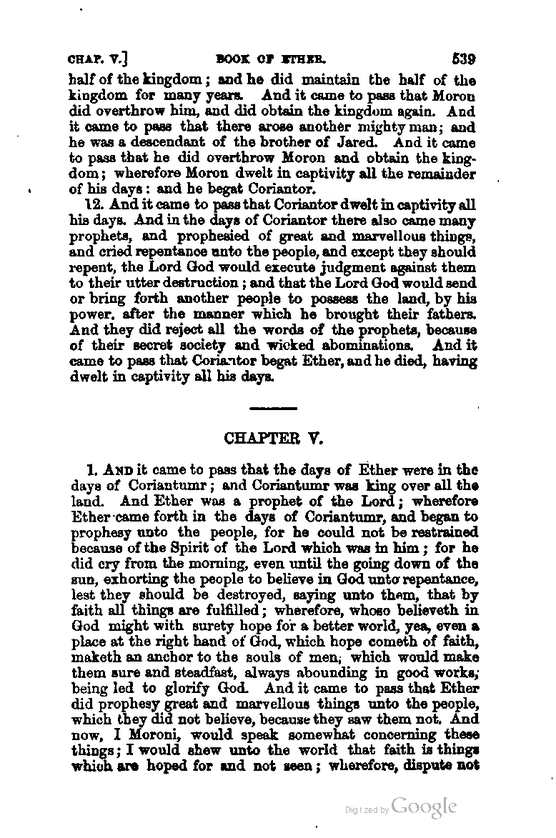 CHAP. V.] BOOK OF ETHER. 539
half of the kingdom; and he did maintain the half of the
kingdom for many years. And it came to pass that Moron
did overthrow him, and did obtain the kingdom again. And
it came to pass that there arose another mighty man; and
he was a descendant of the brother of Jared. And it came
to pass that he did overthrow Moron and obtain the king-
dom; wherefore Moron dwelt in captivity all the remainder
of his days: and he begat Coriantor.
12. And it came to pass that Coriantor dwelt in captivity all
his days. And in the days of Coriantor there also came many
prophets, and prophesied of great and marvellous things,
and cried repentance unto the people, and except they should
repent, the Lord God would execute judgment against them
to their utter destruction; and that the Lord God would send
or bring forth another people to possess the land, by his
power, after the manner which he brought their fathers.
And they did reject all the words of the prophets, because
of their secret society and wicked abominations. And it
came to pass that Coriantor begat Ether, and he died, having
dwelt in captivity all his days.
CHAPTER V.
1. AND it came to pass that the days of Ether were in the
days of Coriantumr; and Coriantumr was king over all the
land. And Ether was a prophet of the Lord; wherefore
Ether came forth in the days of Coriantumr, and began to
prophesy unto the people, for he could not be restrained
because of the Spirit of the Lord which was in him; for he
did cry from the morning, even until the going down of the
sun, exhorting the people to believe in God unto repentance,
lest they should be destroyed, saying unto them, that by
faith all things are fulfilled; wherefore, whoso believeth in
God might with surety hope for a better world, yea, even a
place at the right hand of God, which hope cometh of faith,
maketh an anchor to the souls of men, which would make
them sure and steadfast, always abounding in good works,
being led to glorify God. And it came to pass that Ether
did prophesy great and marvellous things unto the people,
which they did not believe, because they saw them not. And
now, I Moroni, would speak somewhat concerning these
things; I would shew unto the world that faith is things
which are hoped for and not seen; wherefore, dispute not
Digitized by Google